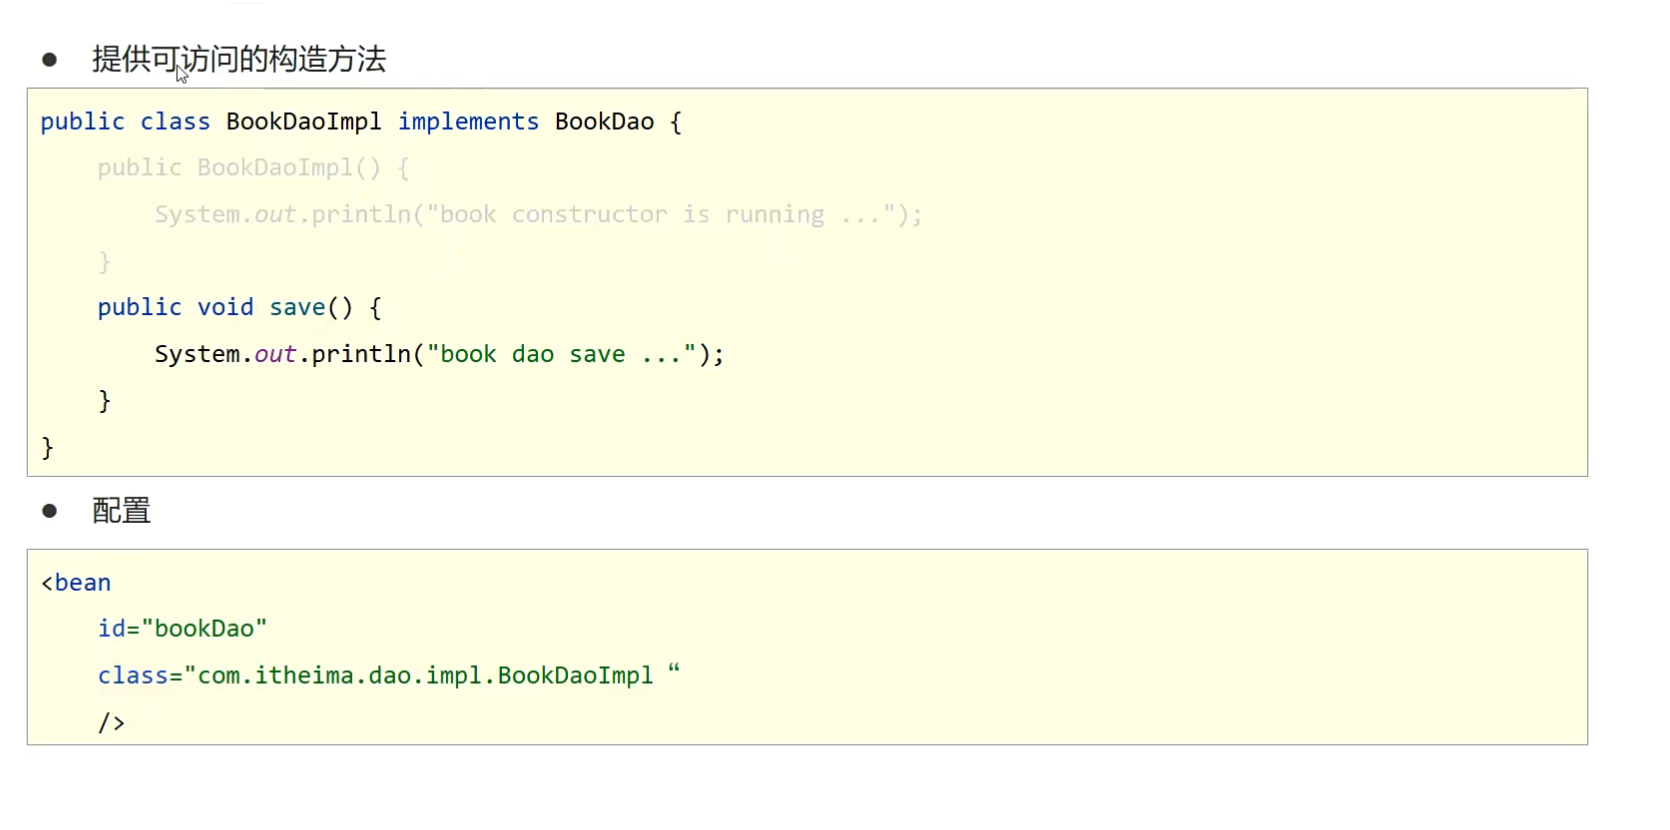 ● 提供可访问的构造方法
public class BookDaoImpl implements BookDao {
    public BookDaoImpl() {
        System.out.println("book constructor is running ...");
    }
    public void save() {
        System.out.println("book dao save ...");
    }
}
● 配置
<bean
    id="bookDao"
    class="com.itheima.dao.impl.BookDaoImpl “
    />